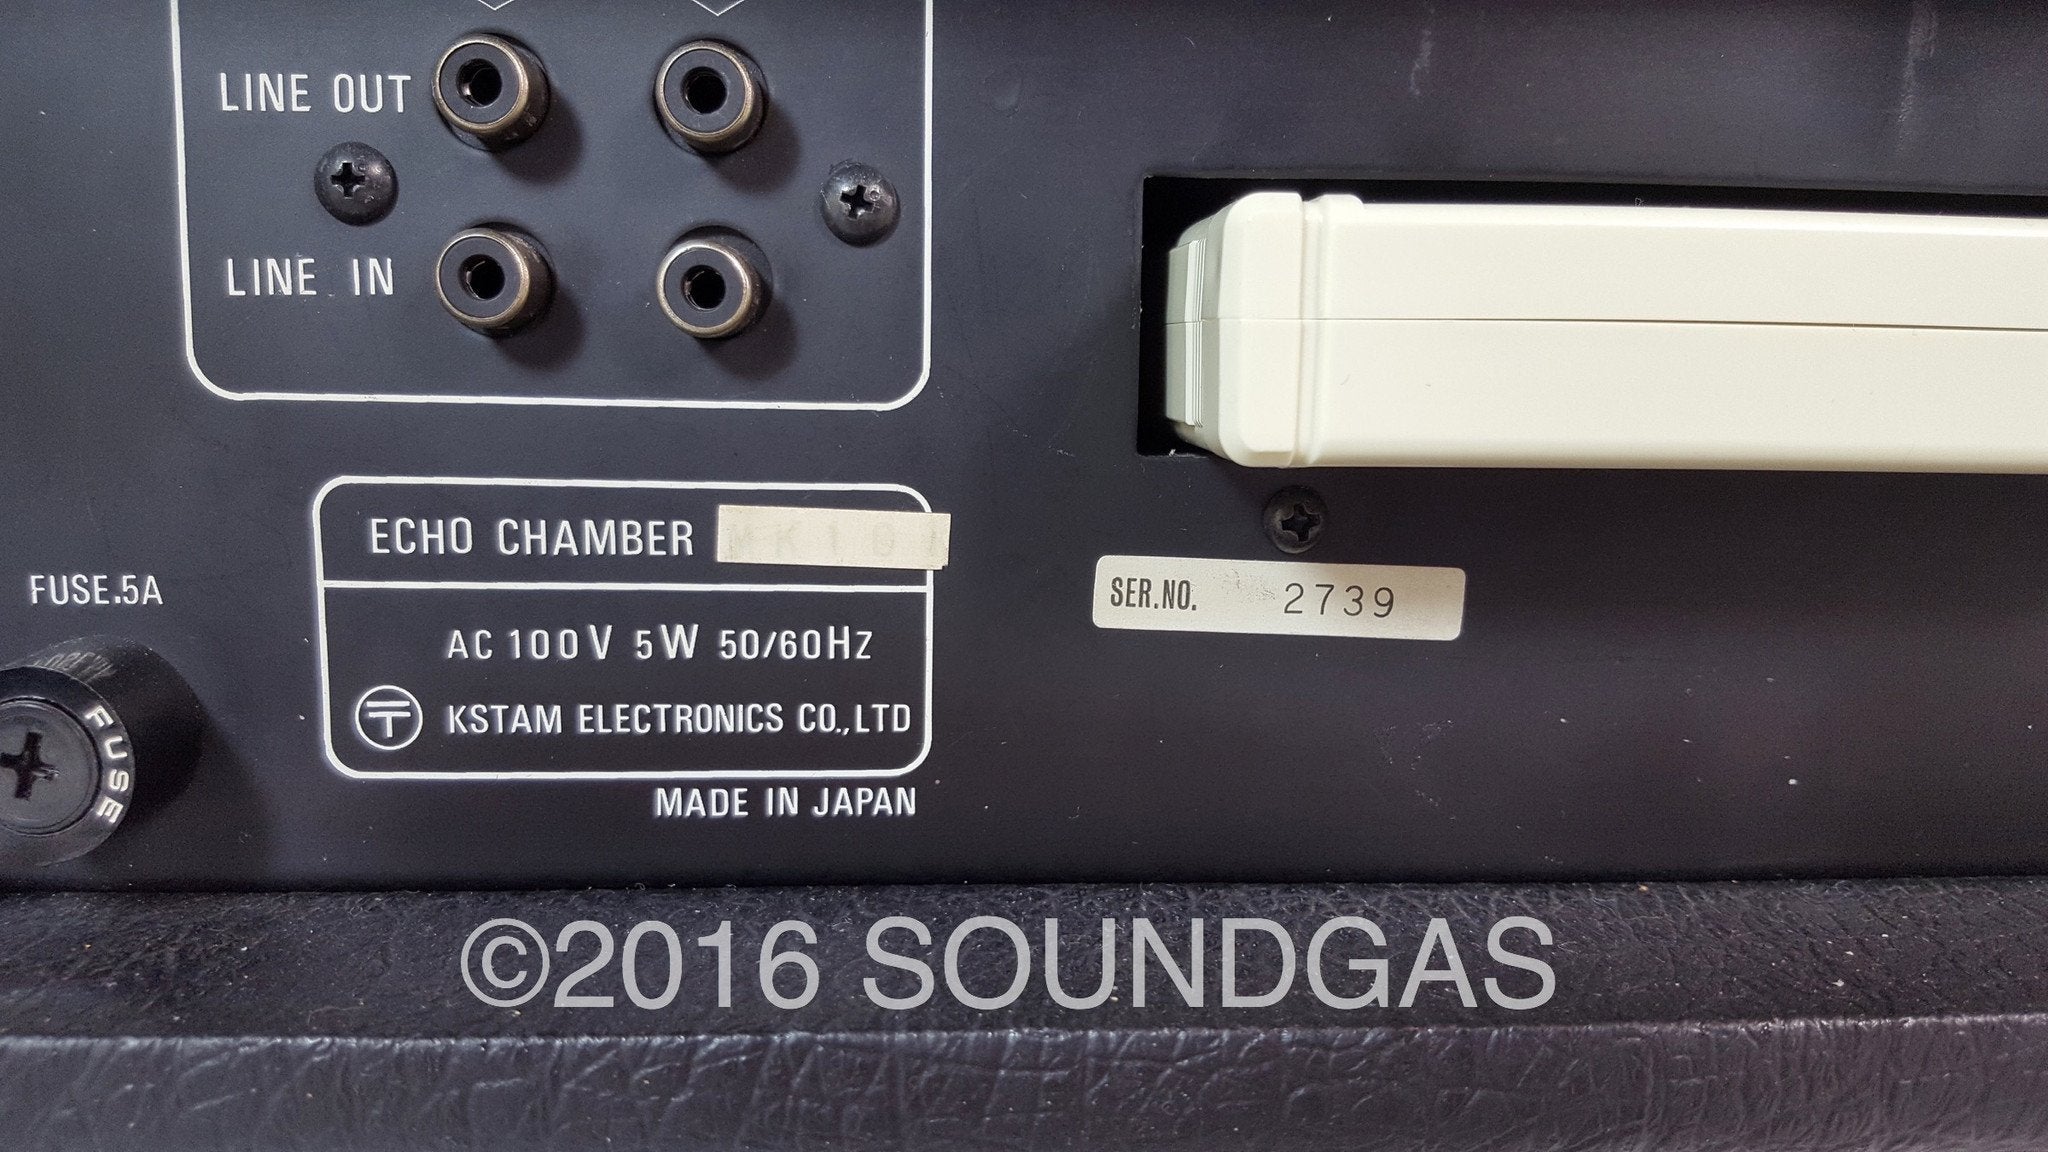 LINE OUT
LINE IN
ECHO CHAMBER MK101
FUSE.5A
SER.NO. 2739
AC 100V 5W 50/60Hz
〒 KSTAM ELECTRONICS CO.,LTD
FUSE
MADE IN JAPAN
©2016 SOUNDGAS